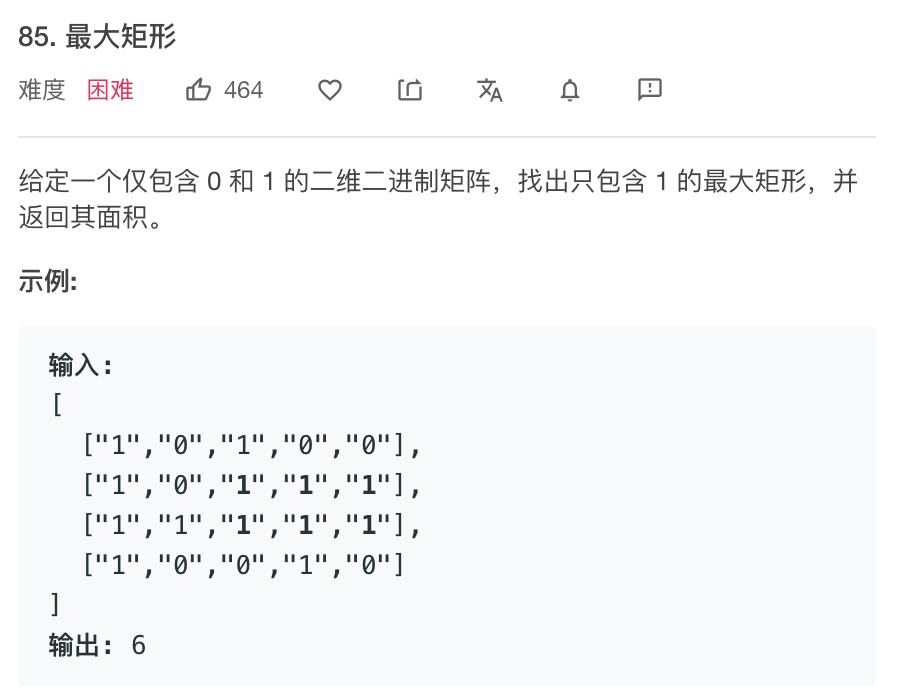 85. 最大矩形
难度 困难 464
给定一个仅包含 0 和 1 的二维二进制矩阵，找出只包含 1 的最大矩形，并
返回其面积。
示例:
输入:
[
  ["1","0","1","0","0"],
  ["1","0","1","1","1"],
  ["1","1","1","1","1"],
  ["1","0","0","1","0"]
]
输出: 6